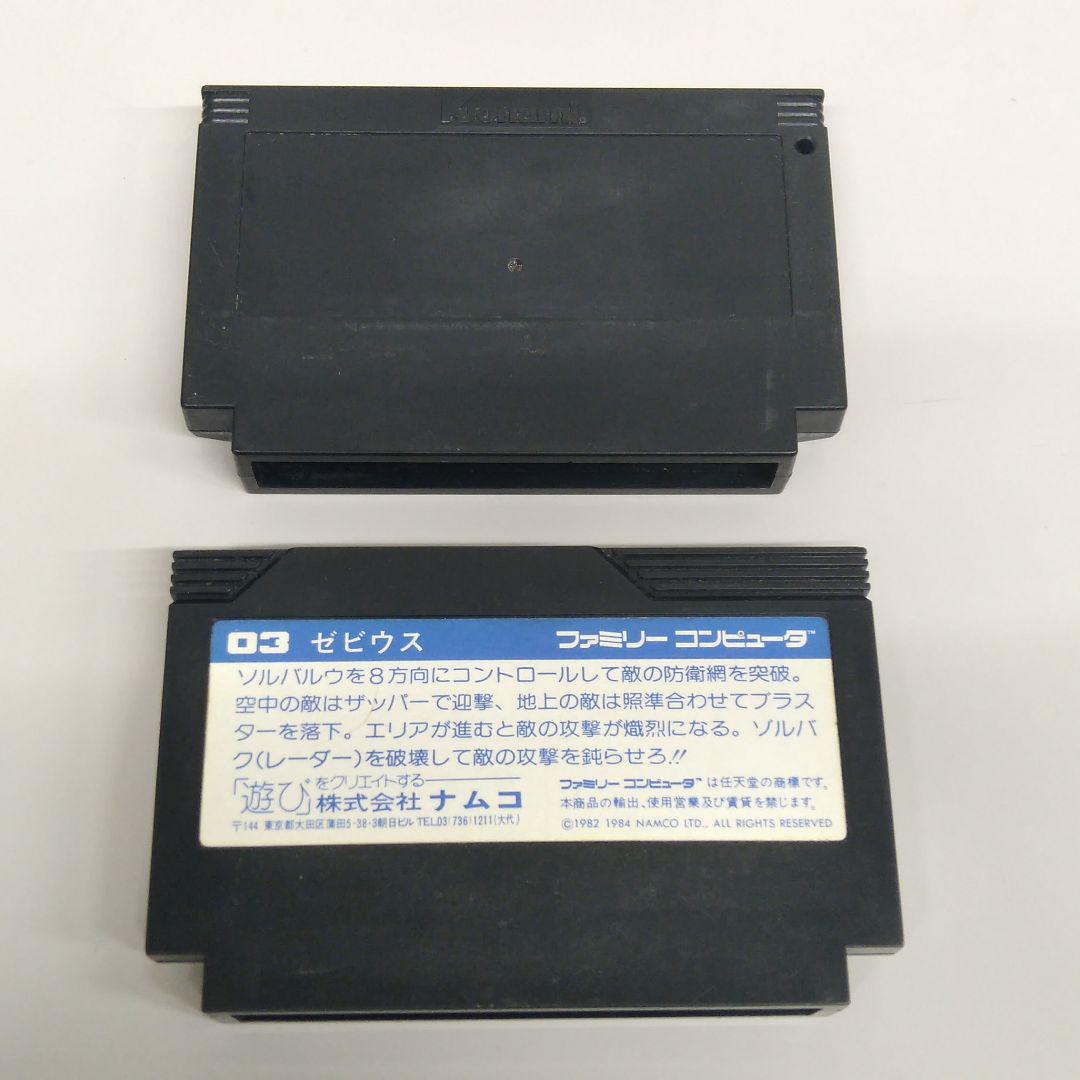 Konami
03 ゼビウス ファミリー コンピュータ™
ソルバルウを8方向にコントロールして敵の防衛網を突破。
空中の敵はザッパーで迎撃、地上の敵は照準合わせてブラス
ターを落下。エリアが進むと敵の攻撃が熾烈になる。ゾルバ
ク(レーダー)を破壊して敵の攻撃を鈍らせろ!!
「遊び」をクリエイトする
株式会社 ナムコ
〒144 東京都大田区蒲田5-38-3朝日ビル TEL.03(736)1211(大代)
ファミリー コンピュータ™は任天堂の商標です。
本商品の輸出、使用営業及び賃貸を禁じます。
©1982 1984 NAMCO LTD., ALL RIGHTS RESERVED